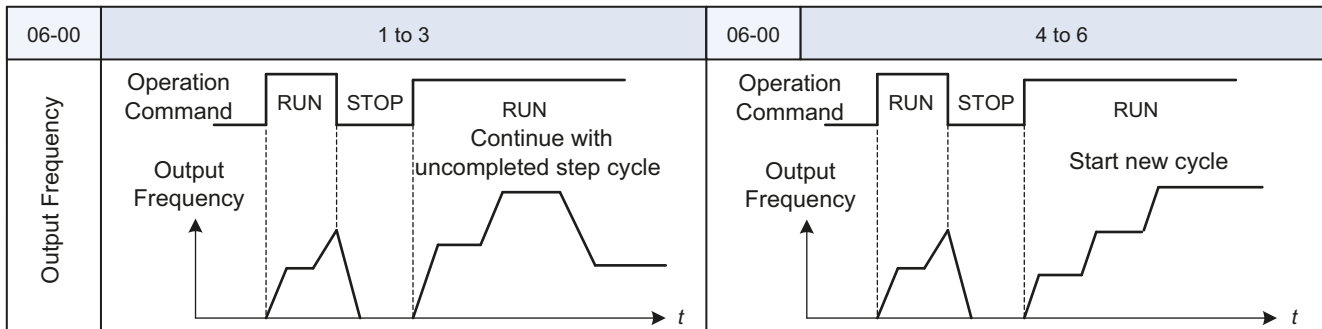 06-00
1 to 3
06-00
4 to 6
Output Frequency
Operation
Command
RUN
STOP
RUN
Continue with
uncompleted step cycle
Output
Frequency
t
Operation
Command
RUN
STOP
RUN
Start new cycle
Output
Frequency
t